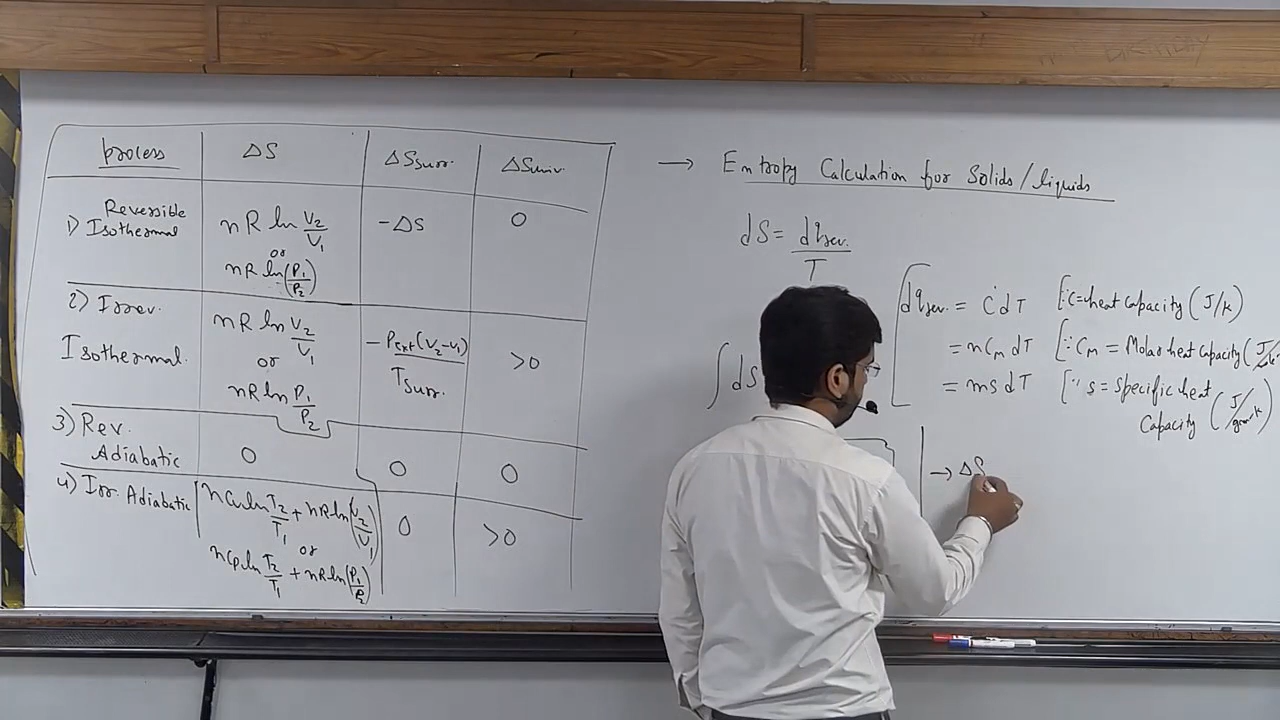 Process ΔS ΔSsurr. ΔSuniv.
1) Reversible Isothermal nR ln V2/V1 or nR ln(P1/P2) -ΔS 0
2) Irrev. Isothermal. nR ln V2/V1 or nR ln P1/P2 -Pext(V2-V1)/Tsurr. >0
3) Rev. Adiabatic 0 0 0
4) Irr. Adiabatic nCv ln T2/T1 + nR ln(V2/V1) or nCp ln T2/T1 + nR ln(P1/P2) 0 >0
→ Entropy Calculation for Solids/liquids
dS = dqrev./T
dqrev. = C dT [∵C=heat capacity (J/K)
= nCm dT [∵Cm = Molar heat Capacity (J/
= ms dT [∵ s = Specific heat
Capacity (J/gm-k)
∫dS
→ ΔS